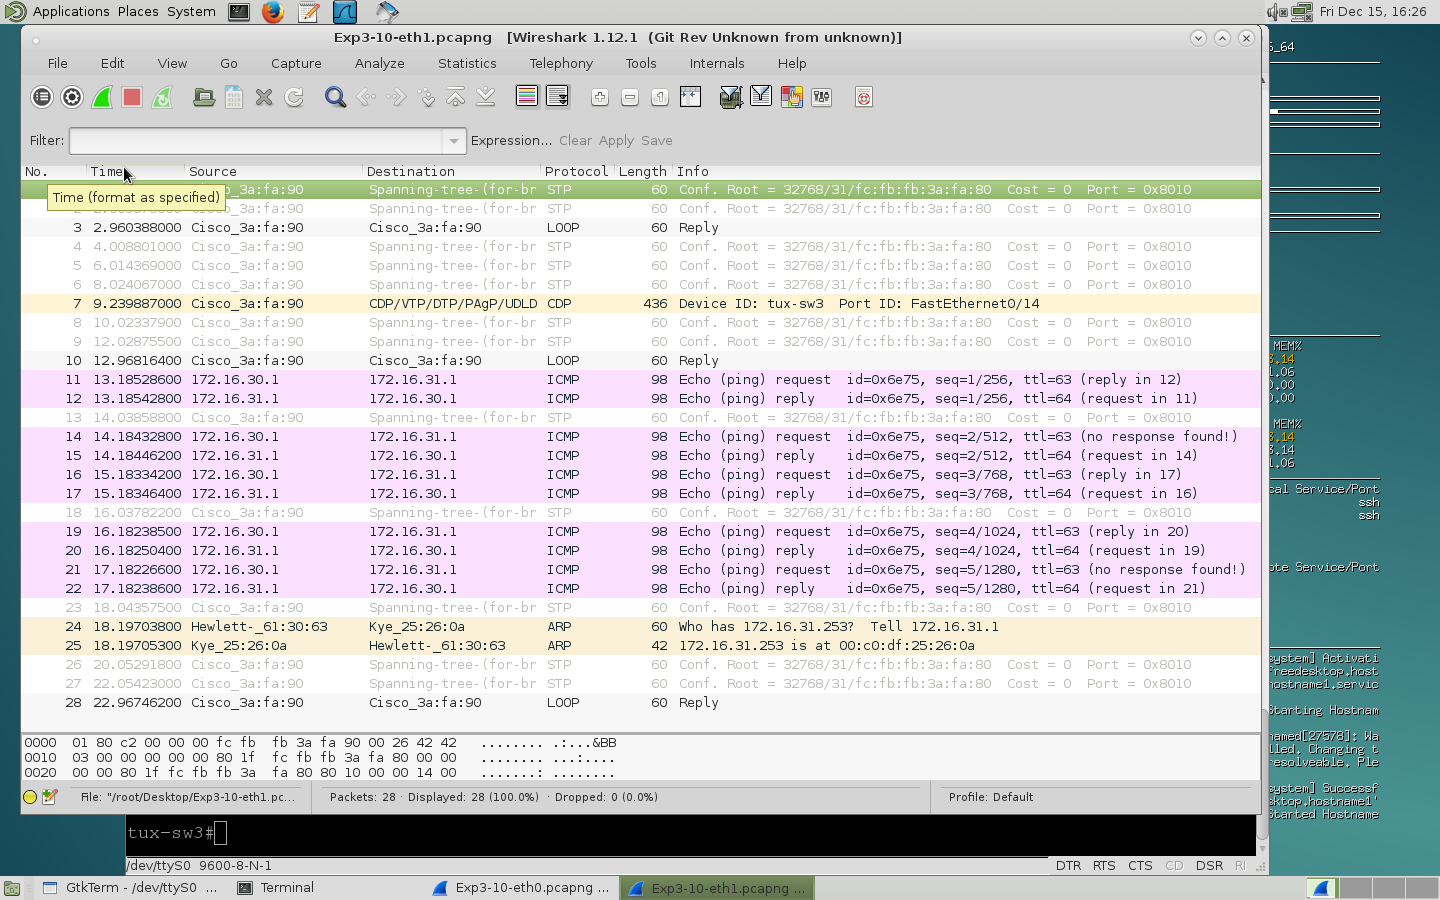 Applications Places System Fri Dec 15, 16:26
Exp3-10-eth1.pcapng [Wireshark 1.12.1 (Git Rev Unknown from unknown)]
File Edit View Go Capture Analyze Statistics Telephony Tools Internals Help
Filter: Expression... Clear Apply Save
No. Time Source Destination Protocol Length Info
Time (format as specified)
:fa:90 Spanning-tree-(for-br STP 60 Conf. Root = 32768/31/fc:fb:fb:3a:fa:80 Cost = 0 Port = 0x8010
Cisco_3a:fa:90 Spanning-tree-(for-br STP 60 Conf. Root = 32768/31/fc:fb:fb:3a:fa:80 Cost = 0 Port = 0x8010
3 2.960388000 Cisco_3a:fa:90 Cisco_3a:fa:90 LOOP 60 Reply
4 4.008801000 Cisco_3a:fa:90 Spanning-tree-(for-br STP 60 Conf. Root = 32768/31/fc:fb:fb:3a:fa:80 Cost = 0 Port = 0x8010
5 6.014369000 Cisco_3a:fa:90 Spanning-tree-(for-br STP 60 Conf. Root = 32768/31/fc:fb:fb:3a:fa:80 Cost = 0 Port = 0x8010
6 8.024067000 Cisco_3a:fa:90 Spanning-tree-(for-br STP 60 Conf. Root = 32768/31/fc:fb:fb:3a:fa:80 Cost = 0 Port = 0x8010
7 9.239887000 Cisco_3a:fa:90 CDP/VTP/DTP/PAgP/UDLD CDP 436 Device ID: tux-sw3 Port ID: FastEthernet0/14
8 10.02337900 Cisco_3a:fa:90 Spanning-tree-(for-br STP 60 Conf. Root = 32768/31/fc:fb:fb:3a:fa:80 Cost = 0 Port = 0x8010
9 12.02875500 Cisco_3a:fa:90 Spanning-tree-(for-br STP 60 Conf. Root = 32768/31/fc:fb:fb:3a:fa:80 Cost = 0 Port = 0x8010
10 12.96816400 Cisco_3a:fa:90 Cisco_3a:fa:90 LOOP 60 Reply
11 13.18528600 172.16.30.1 172.16.31.1 ICMP 98 Echo (ping) request id=0x6e75, seq=1/256, ttl=63 (reply in 12)
12 13.18542800 172.16.31.1 172.16.30.1 ICMP 98 Echo (ping) reply id=0x6e75, seq=1/256, ttl=64 (request in 11)
13 14.03858800 Cisco_3a:fa:90 Spanning-tree-(for-br STP 60 Conf. Root = 32768/31/fc:fb:fb:3a:fa:80 Cost = 0 Port = 0x8010
14 14.18432800 172.16.30.1 172.16.31.1 ICMP 98 Echo (ping) request id=0x6e75, seq=2/512, ttl=63 (no response found!)
15 14.18446200 172.16.31.1 172.16.30.1 ICMP 98 Echo (ping) reply id=0x6e75, seq=2/512, ttl=64 (request in 14)
16 15.18334200 172.16.30.1 172.16.31.1 ICMP 98 Echo (ping) request id=0x6e75, seq=3/768, ttl=63 (reply in 17)
17 15.18346400 172.16.31.1 172.16.30.1 ICMP 98 Echo (ping) reply id=0x6e75, seq=3/768, ttl=64 (request in 16)
18 16.03782200 Cisco_3a:fa:90 Spanning-tree-(for-br STP 60 Conf. Root = 32768/31/fc:fb:fb:3a:fa:80 Cost = 0 Port = 0x8010
19 16.18238500 172.16.30.1 172.16.31.1 ICMP 98 Echo (ping) request id=0x6e75, seq=4/1024, ttl=63 (reply in 20)
20 16.18250400 172.16.31.1 172.16.30.1 ICMP 98 Echo (ping) reply id=0x6e75, seq=4/1024, ttl=64 (request in 19)
21 17.18226600 172.16.30.1 172.16.31.1 ICMP 98 Echo (ping) request id=0x6e75, seq=5/1280, ttl=63 (no response found!)
22 17.18238600 172.16.31.1 172.16.30.1 ICMP 98 Echo (ping) reply id=0x6e75, seq=5/1280, ttl=64 (request in 21)
23 18.04357500 Cisco_3a:fa:90 Spanning-tree-(for-br STP 60 Conf. Root = 32768/31/fc:fb:fb:3a:fa:80 Cost = 0 Port = 0x8010
24 18.19703800 Hewlett-_61:30:63 Kye_25:26:0a ARP 60 Who has 172.16.31.253? Tell 172.16.31.1
25 18.19705300 Kye_25:26:0a Hewlett-_61:30:63 ARP 42 172.16.31.253 is at 00:c0:df:25:26:0a
26 20.05291800 Cisco_3a:fa:90 Spanning-tree-(for-br STP 60 Conf. Root = 32768/31/fc:fb:fb:3a:fa:80 Cost = 0 Port = 0x8010
27 22.05423000 Cisco_3a:fa:90 Spanning-tree-(for-br STP 60 Conf. Root = 32768/31/fc:fb:fb:3a:fa:80 Cost = 0 Port = 0x8010
28 22.96746200 Cisco_3a:fa:90 Cisco_3a:fa:90 LOOP 60 Reply
0000 01 80 c2 00 00 00 fc fb fb 3a fa 90 00 26 42 42 ........ .:...&BB
0010 03 00 00 00 00 00 80 1f fc fb fb 3a fa 80 00 00 ........ ...:....
0020 00 00 80 1f fc fb fb 3a fa 80 80 10 00 00 14 00 .......: ........
File: "/root/Desktop/Exp3-10-eth1.pc... Packets: 28 · Displayed: 28 (100.0%) · Dropped: 0 (0.0%) Profile: Default
tux-sw3#
/dev/ttyS0 9600-8-N-1 DTR RTS CTS CD DSR RI
GtkTerm - /dev/ttyS0 ... Terminal Exp3-10-eth0.pcapng ... Exp3-10-eth1.pcapng ...
_64
MEM%
.14
.06
.00
.00
MEM%
.14
.14
.06
cal Service/Port
ssh
ssh
ote Service/Port
system] Activati
freedesktop.host
hostname1.servic
Starting Hostnam
named[27578]: Wa
lled. Changing t
resolveable. Ple
system] Successf
sktop.hostname1'
Started Hostname